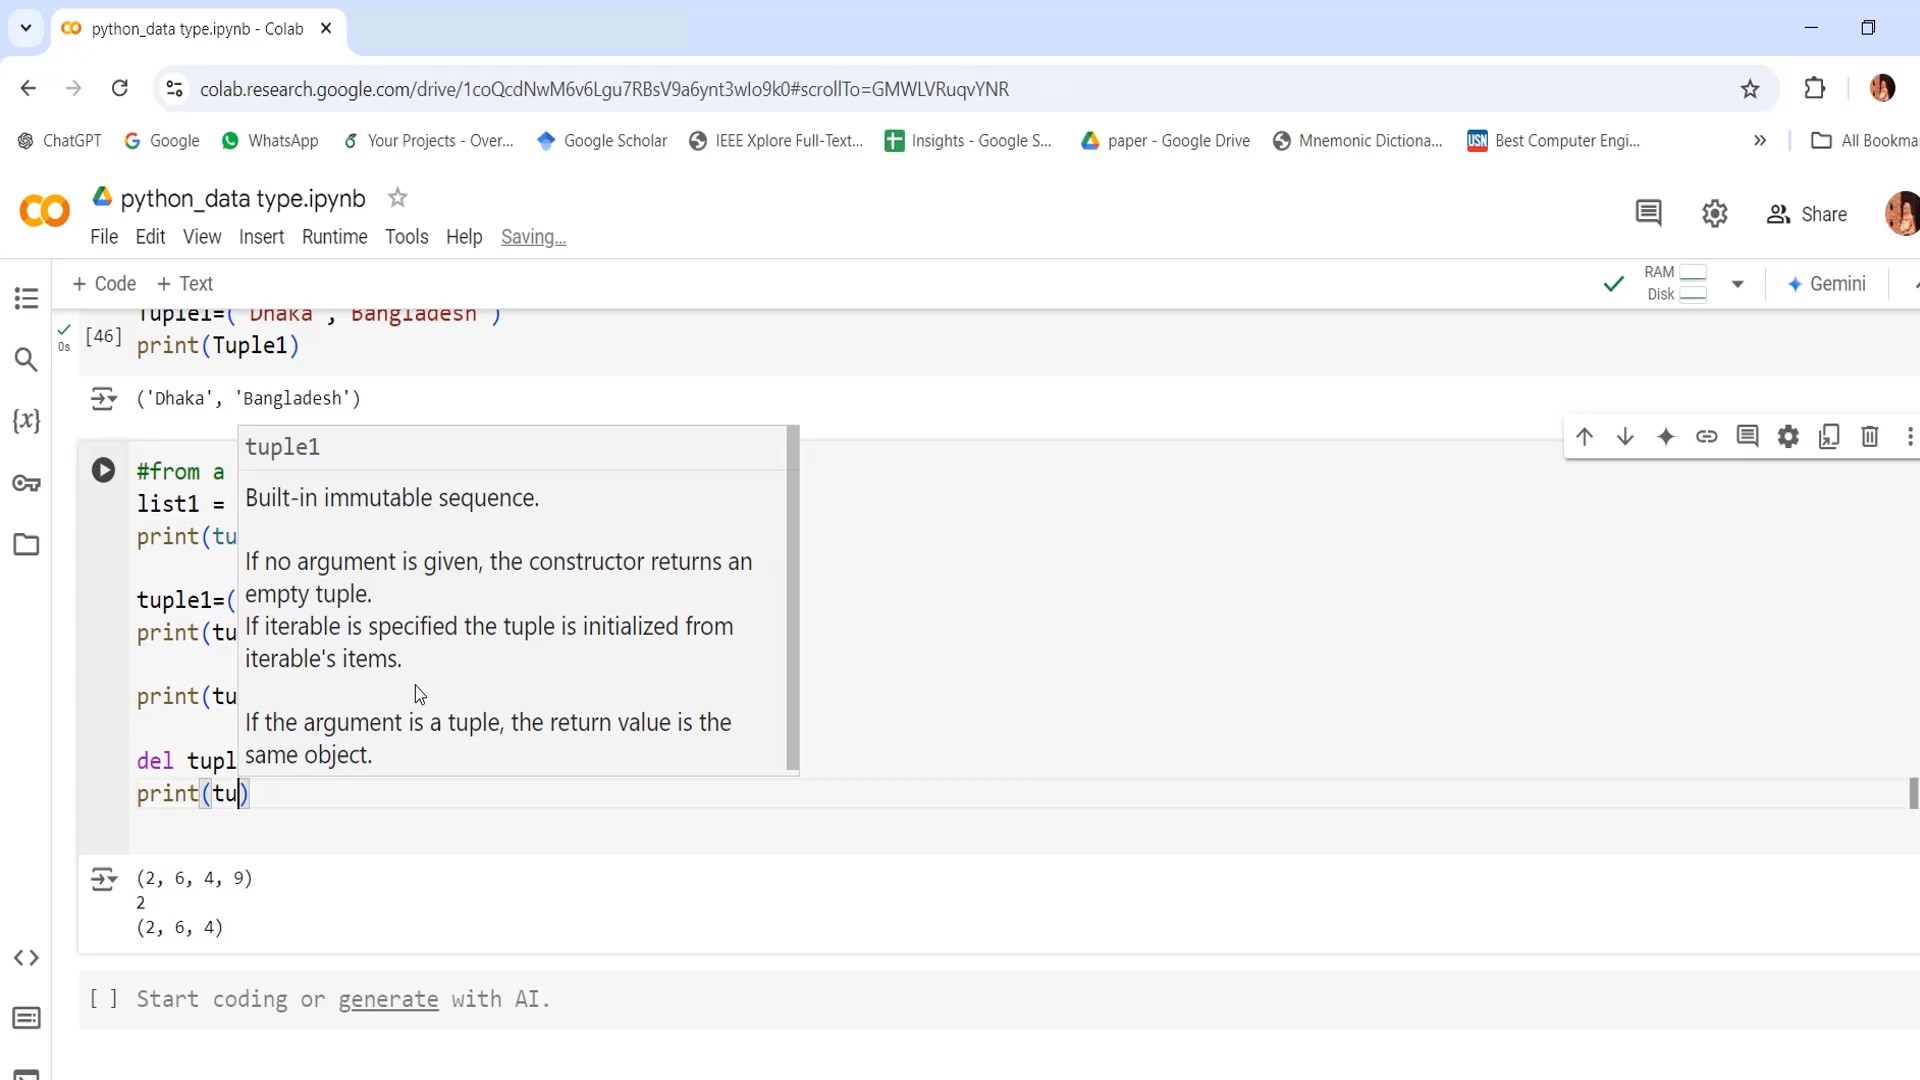 python_data type.ipynb - Colab
colab.research.google.com/drive/1coQcdNwM6v6Lgu7RBsV9a6ynt3wIo9k0#scrollTo=GMWLVRuqvYNR
ChatGPT Google WhatsApp Your Projects - Over... Google Scholar IEEE Xplore Full-Text... Insights - Google S... paper - Google Drive Mnemonic Dictiona... USN Best Computer Engi... » All Bookma
python_data type.ipynb
File Edit View Insert Runtime Tools Help Saving...
Share
+ Code + Text
RAM
Disk
Gemini
Tuple1=('Dhaka','Bangladesh')
[46]
0s
print(Tuple1)
('Dhaka', 'Bangladesh')
tuple1
#from a
Built-in immutable sequence.
list1 =
print(tu
If no argument is given, the constructor returns an
empty tuple.
tuple1=(
If iterable is specified the tuple is initialized from
print(tu
iterable's items.
print(tu
If the argument is a tuple, the return value is the
same object.
del tupl
print(tu)
(2, 6, 4, 9)
2
(2, 6, 4)
[ ] Start coding or generate with AI.